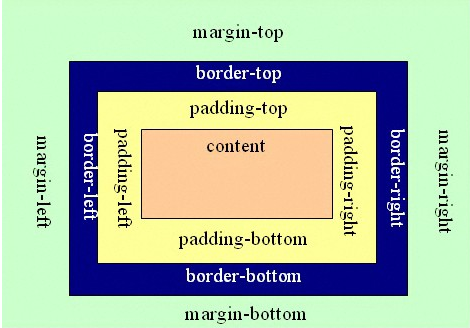 margin-top
border-top
padding-top
content
margin-left
border-left
padding-left
padding-right
border-right
margin-right
padding-bottom
border-bottom
margin-bottom